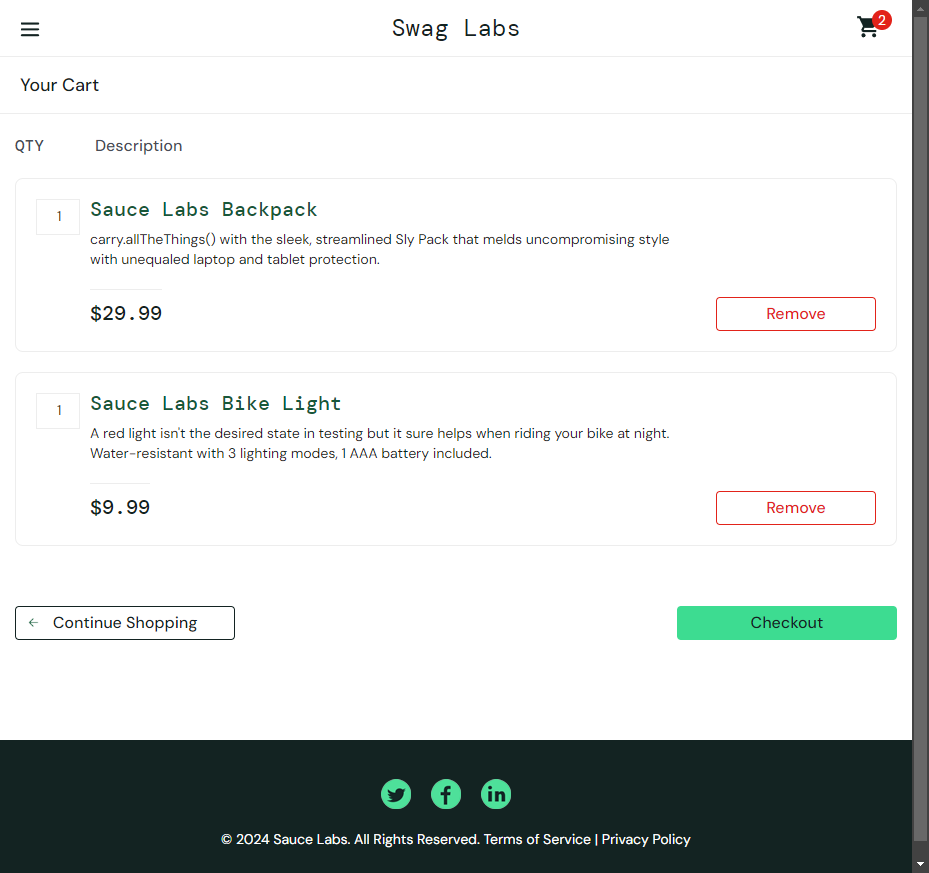 Swag Labs
2
Your Cart
QTY Description
1
Sauce Labs Backpack
carry.allTheThings() with the sleek, streamlined Sly Pack that melds uncompromising style
with unequaled laptop and tablet protection.
$29.99
Remove
1
Sauce Labs Bike Light
A red light isn't the desired state in testing but it sure helps when riding your bike at night.
Water-resistant with 3 lighting modes, 1 AAA battery included.
$9.99
Remove
Continue Shopping
Checkout
© 2024 Sauce Labs. All Rights Reserved. Terms of Service | Privacy Policy